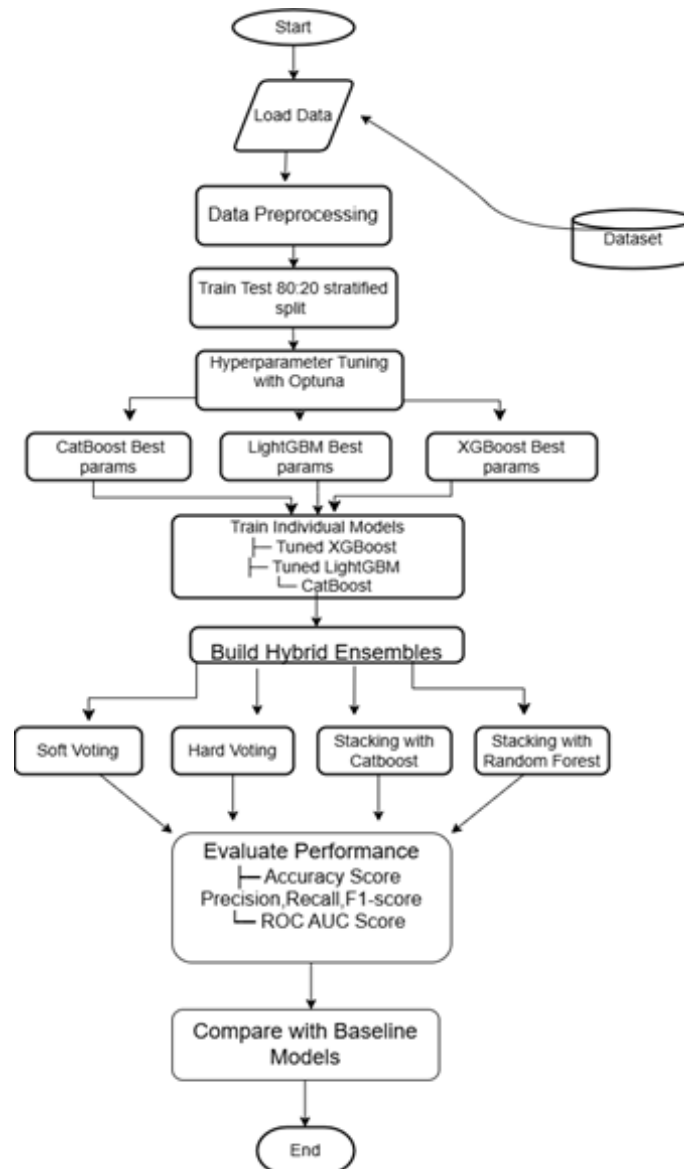 Start
Load Data
Dataset
Data Preprocessing
Train Test 80:20 stratified
split
Hyperparameter Tuning
with Optuna
CatBoost Best
params
LightGBM Best
params
XGBoost Best
params
Train Individual Models
├─ Tuned XGBoost
├─ Tuned LightGBM
└─ CatBoost
Build Hybrid Ensembles
Soft Voting
Hard Voting
Stacking with
Catboost
Stacking with
Random Forest
Evaluate Performance
├─ Accuracy Score
Precision,Recall,F1-score
└─ ROC AUC Score
Compare with Baseline
Models
End